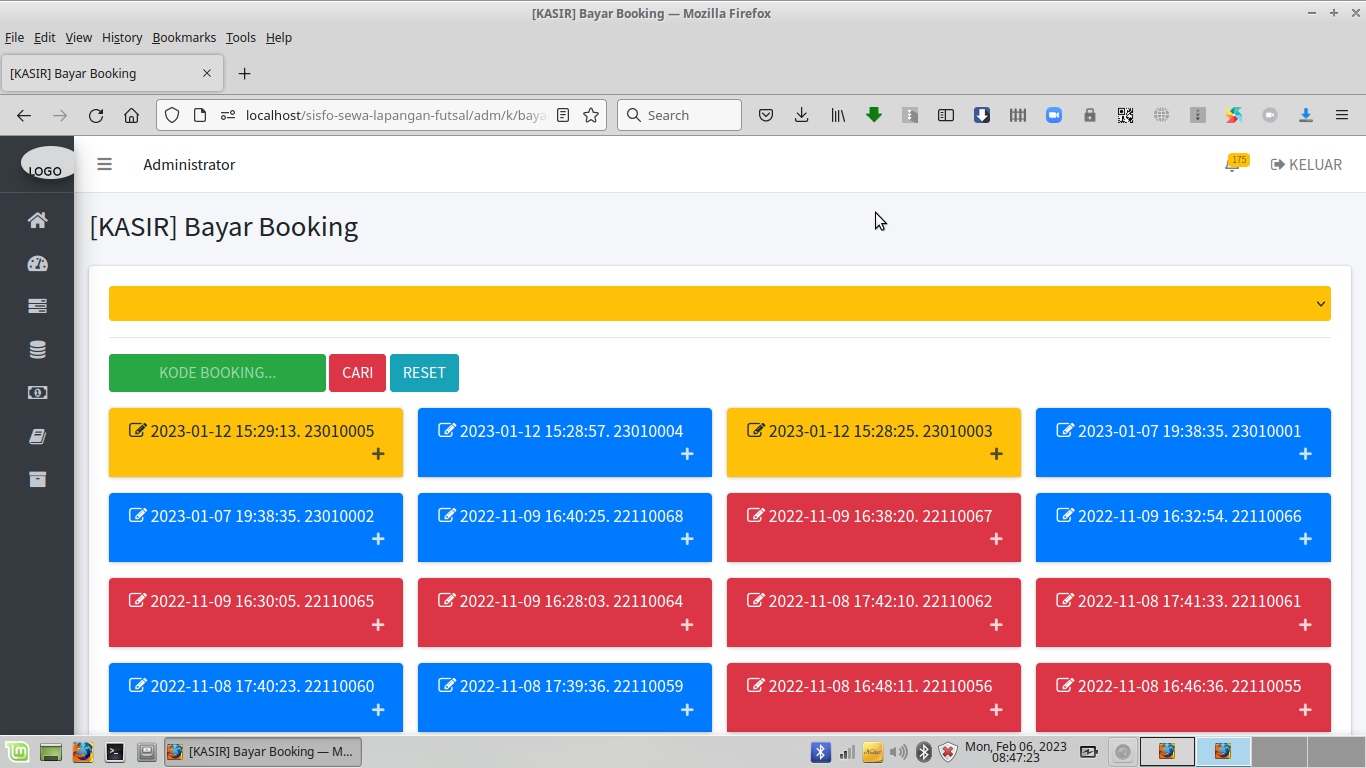 [KASIR] Bayar Booking — Mozilla Firefox
File Edit View History Bookmarks Tools Help
[KASIR] Bayar Booking
localhost/sisfo-sewa-lapangan-futsal/adm/k/baya
Search
LOGO
Administrator
175
KELUAR
[KASIR] Bayar Booking
KODE BOOKING...
CARI
RESET
2023-01-12 15:29:13. 23010005
2023-01-12 15:28:57. 23010004
2023-01-12 15:28:25. 23010003
2023-01-07 19:38:35. 23010001
2023-01-07 19:38:35. 23010002
2022-11-09 16:40:25. 22110068
2022-11-09 16:38:20. 22110067
2022-11-09 16:32:54. 22110066
2022-11-09 16:30:05. 22110065
2022-11-09 16:28:03. 22110064
2022-11-08 17:42:10. 22110062
2022-11-08 17:41:33. 22110061
2022-11-08 17:40:23. 22110060
2022-11-08 17:39:36. 22110059
2022-11-08 16:48:11. 22110056
2022-11-08 16:46:36. 22110055
[KASIR] Bayar Booking — M...
Mon, Feb 06, 2023
08:47:23